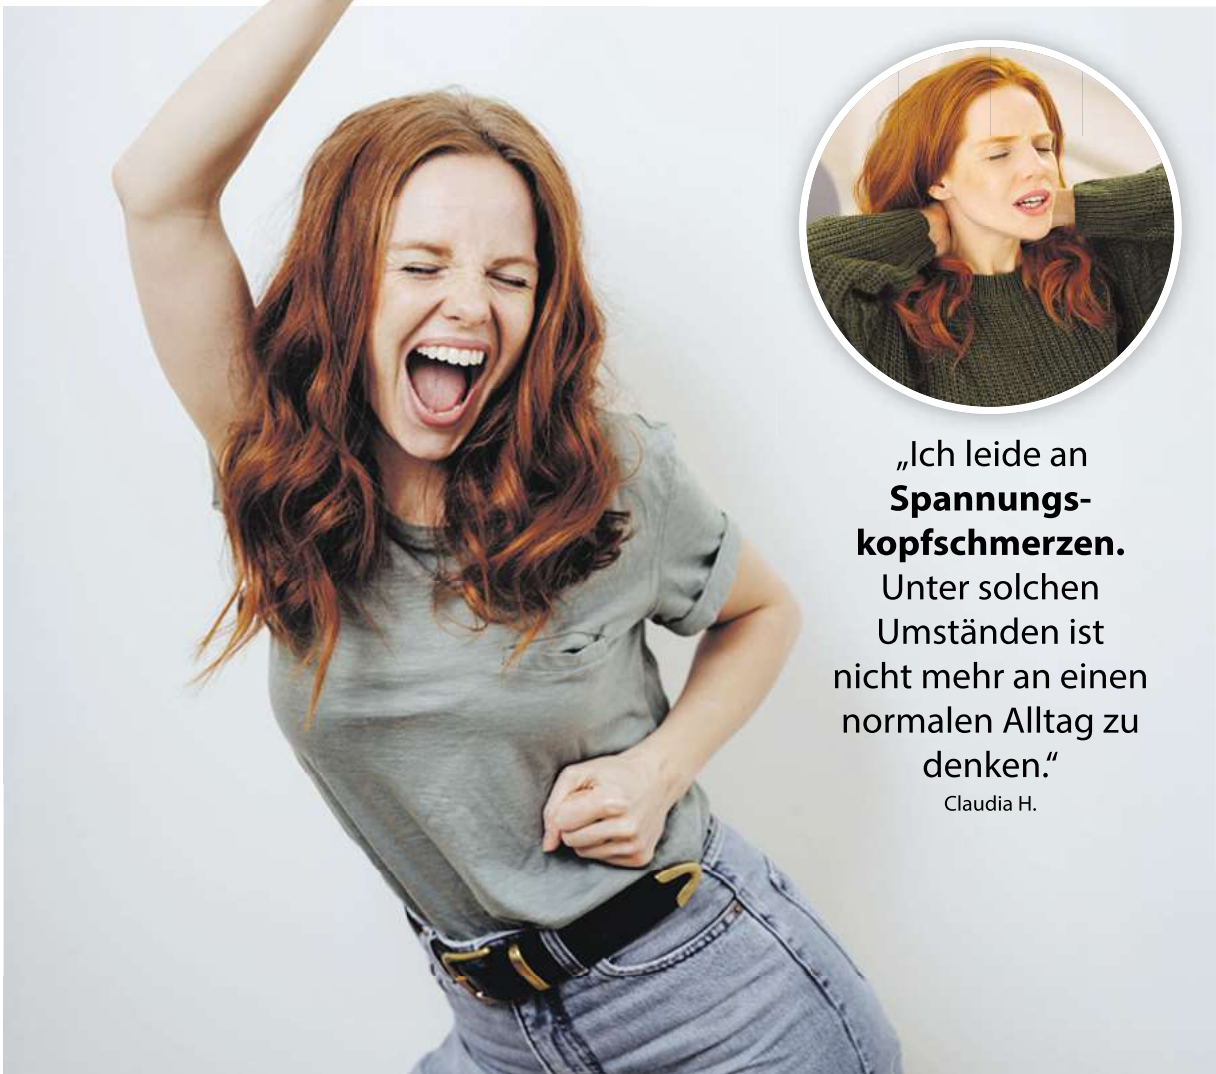 „Ich leide an
Spannungs-
kopfschmerzen.
Unter solchen
Umständen ist
nicht mehr an einen
normalen Alltag zu
denken.“
Claudia H.